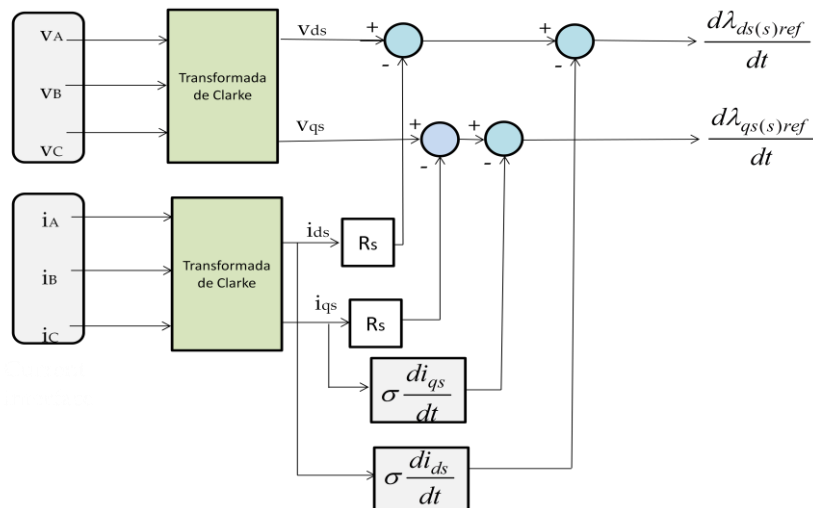 vA
vB
vC
Transformada
de Clarke
vds
vqs
+
-
+
-
+
-
+
-
dλds(s)ref
dt
dλqs(s)ref
dt
iA
iB
iC
Transformada
de Clarke
ids
Rs
iqs
Rs
σ diqs
dt
σ dids
dt